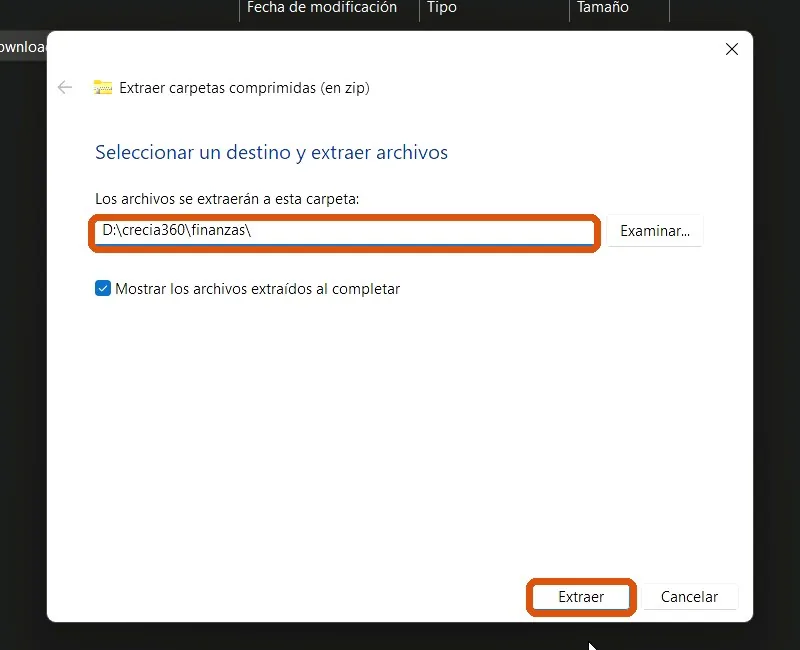 Fecha de modificación Tipo Tamaño
ownloa
Extraer carpetas comprimidas (en zip)
Seleccionar un destino y extraer archivos
Los archivos se extraerán a esta carpeta:
D:\crecia360\finanzas\ Examinar...
Mostrar los archivos extraídos al completar
Extraer Cancelar